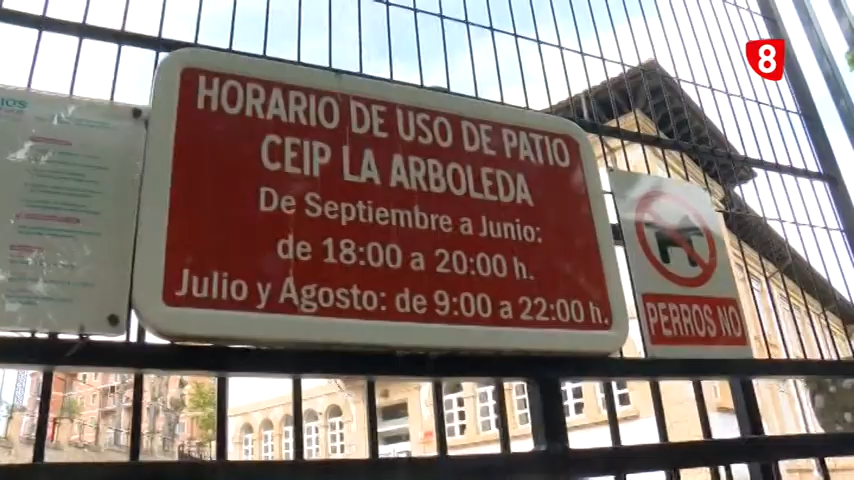 8
HORARIO DE USO DE PATIO
CEIP LA ARBOLEDA
De Septiembre a Junio:
de 18:00 a 20:00 h.
Julio y Agosto: de 9:00 a 22:00 h.
PERROS NO